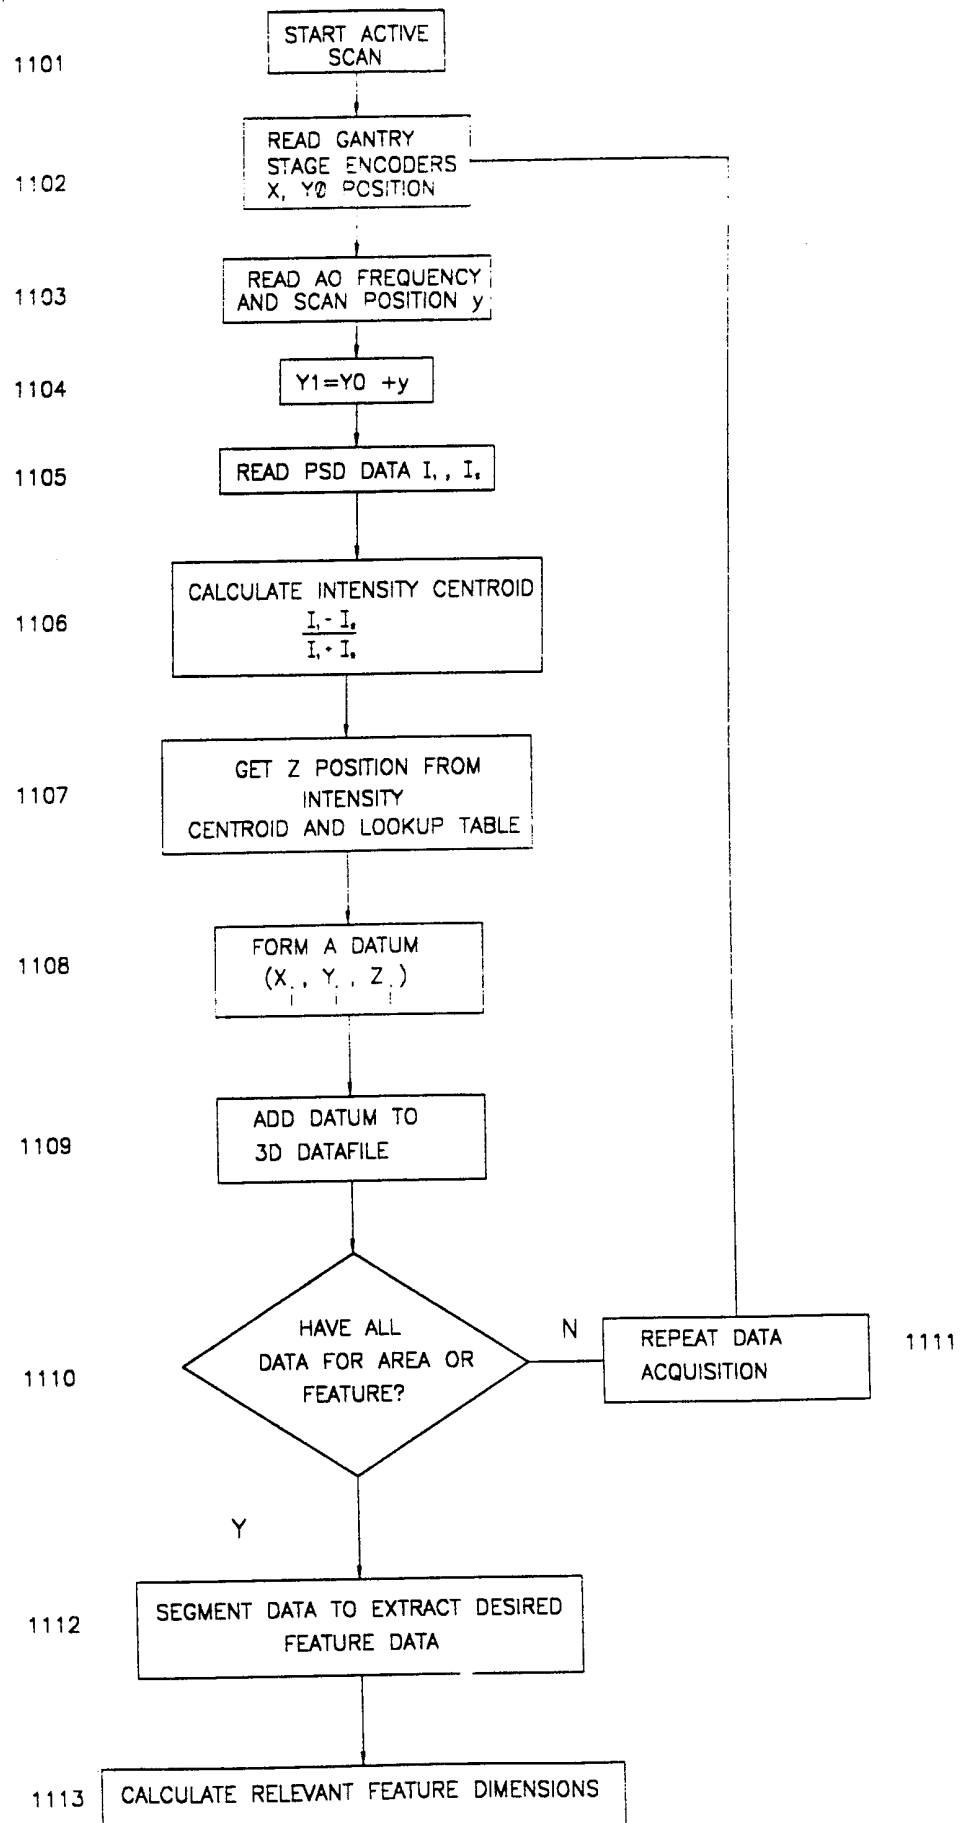 START ACTIVE
SCAN
1101
READ GANTRY
STAGE ENCODERS
X, Y0 POSITION
1102
READ AO FREQUENCY
AND SCAN POSITION y
1103
Y1=Y0 +y
1104
READ PSD DATA I, I
1105
CALCULATE INTENSITY CENTROID
I - I
I + I
1106
GET Z POSITION FROM
INTENSITY
CENTROID AND LOOKUP TABLE
1107
FORM A DATUM
(Xi, Yi, Zi)
1108
ADD DATUM TO
3D DATAFILE
1109
HAVE ALL
DATA FOR AREA OR
FEATURE?
1110
N
REPEAT DATA
ACQUISITION
1111
Y
SEGMENT DATA TO EXTRACT DESIRED
FEATURE DATA
1112
CALCULATE RELEVANT FEATURE DIMENSIONS
1113